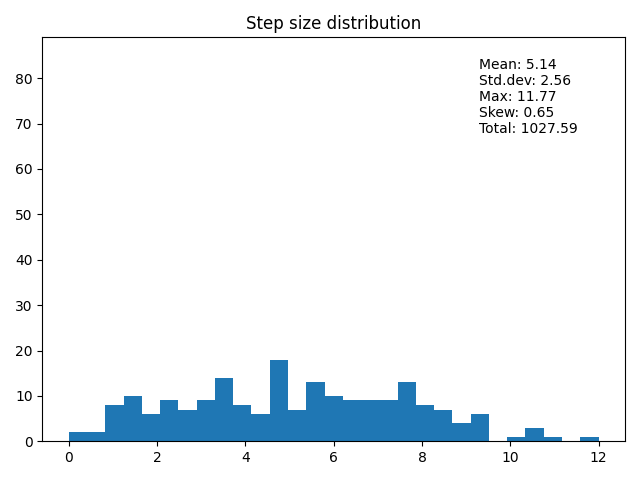 Step size distribution
Mean: 5.14
Std.dev: 2.56
Max: 11.77
Skew: 0.65
Total: 1027.59
80
70
60
50
40
30
20
10
0
0 2 4 6 8 10 12